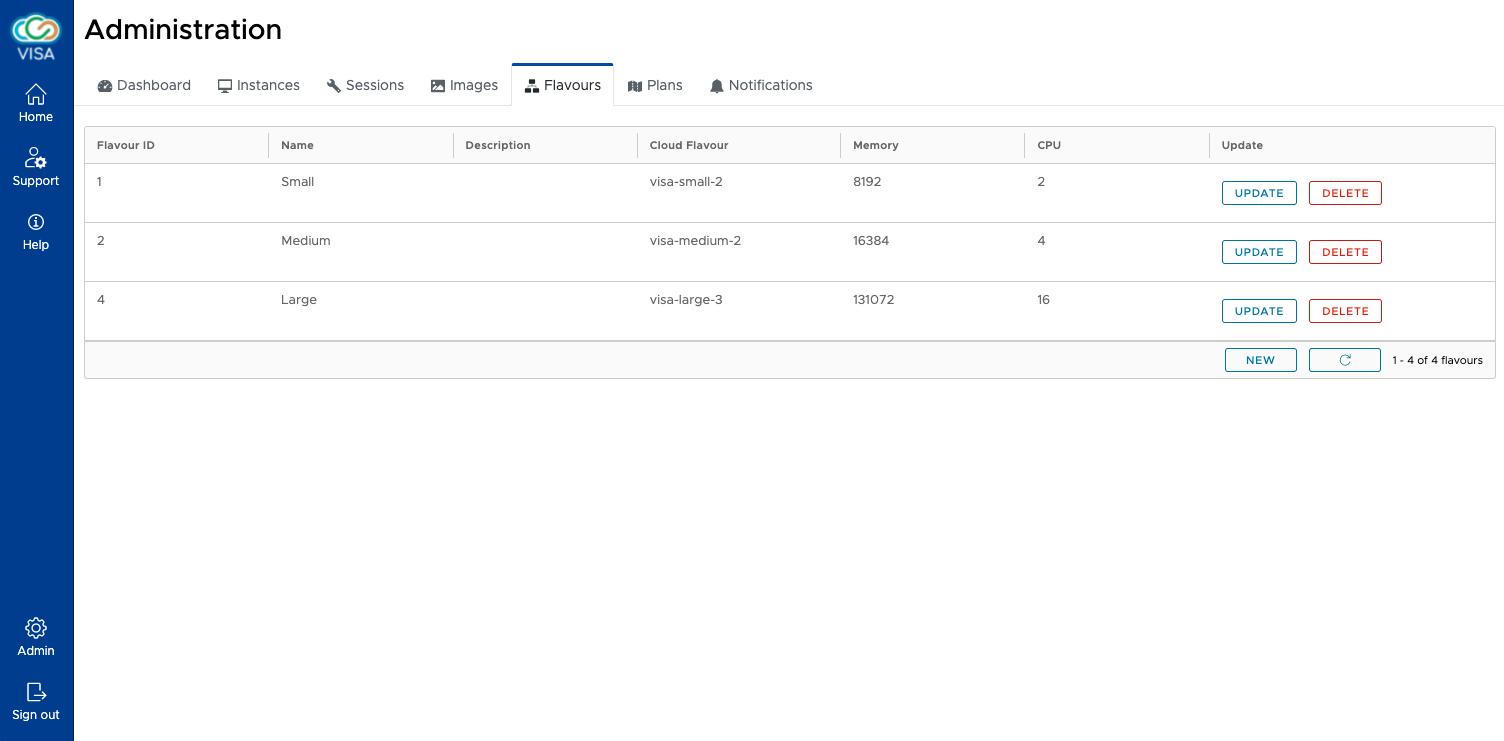 VISA
Home
Support
Help
Admin
Sign out
Administration
Dashboard Instances Sessions Images Flavours Plans Notifications
Flavour ID Name Description Cloud Flavour Memory CPU Update
1 Small visa-small-2 8192 2 UPDATE DELETE
2 Medium visa-medium-2 16384 4 UPDATE DELETE
4 Large visa-large-3 131072 16 UPDATE DELETE
NEW 1 - 4 of 4 flavours